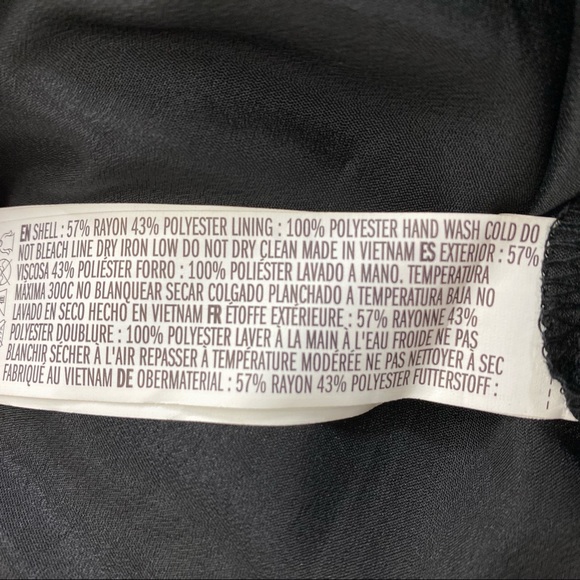 EN SHELL : 57% RAYON 43% POLYESTER LINING : 100% POLYESTER HAND WASH COLD DO
NOT BLEACH LINE DRY IRON LOW DO NOT DRY CLEAN MADE IN VIETNAM ES EXTERIOR : 57%
VISCOSA 43% POLIÉSTER FORRO : 100% POLIÉSTER LAVADO A MANO. TEMPERATURA
MÁXIMA 300C NO BLANQUEAR SECAR COLGADO PLANCHADO A TEMPERATURA BAJA NO
LAVADO EN SECO HECHO EN VIETNAM FR ÉTOFFE EXTÉRIEURE : 57% RAYONNE 43%
POLYESTER DOUBLURE : 100% POLYESTER LAVER À LA MAIN À L'EAU FROIDE NE PAS
BLANCHIR SÉCHER À L'AIR REPASSER À TEMPÉRATURE MODÉRÉE NE PAS NETTOYER À SEC
FABRIQUÉ AU VIETNAM DE OBERMATERIAL : 57% RAYON 43% POLYESTER FUTTERSTOFF :